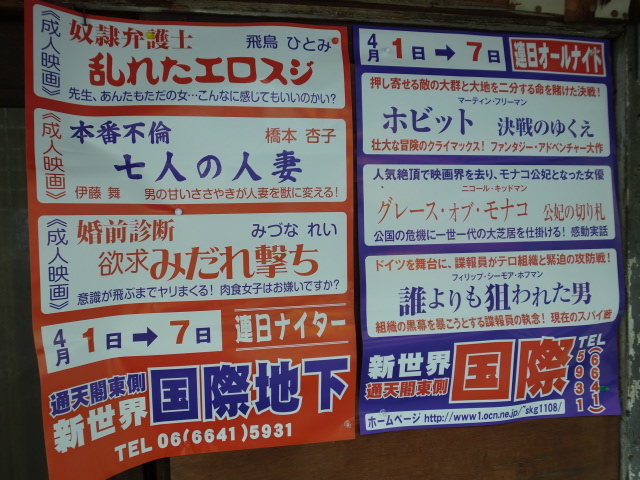 《成人映画》
奴隷弁護士 飛鳥 ひとみ
乱れたエロスジ
先生、あんたもただの女…こんなに感じてもいいのかい?
《成人映画》
本番不倫 橋本 杏子
七人の人妻
伊藤 舞 男の甘いささやきが人妻を獣に変える!
《成人映画》
婚前診断 みづな れい
欲求みだれ撃ち
意識が飛ぶまでヤリまくる! 肉食女子はお嫌いですか?
4月1日→7日 連日ナイター
通天閣東側
新世界 国際地下
TEL 06(6641)5931
4月1日→7日 連日オールナイト
押し寄せる敵の大群と大地を二分する命を賭けた決戦!
マーティン・フリーマン
ホビット 決戦のゆくえ
壮大な冒険のクライマックス! ファンタジー・アドベンチャー大作
人気絶頂で映画界を去り、モナコ公妃となった女優
ニコール・キッドマン
グレース・オブ・モナコ 公妃の切り札
公国の危機に一世一代の大芝居を仕掛ける! 感動実話
ドイツを舞台に、諜報員がテロ組織と緊迫の攻防戦!
フィリップ・シーモア・ホフマン
誰よりも狙われた男
組織の黒幕を暴こうとする諜報員の執念! 現在のスパイ戦
新世界
通天閣東側
国際
TEL(6641)5931
ホームページ http://www1.ocn.ne.jp/~skg1108/